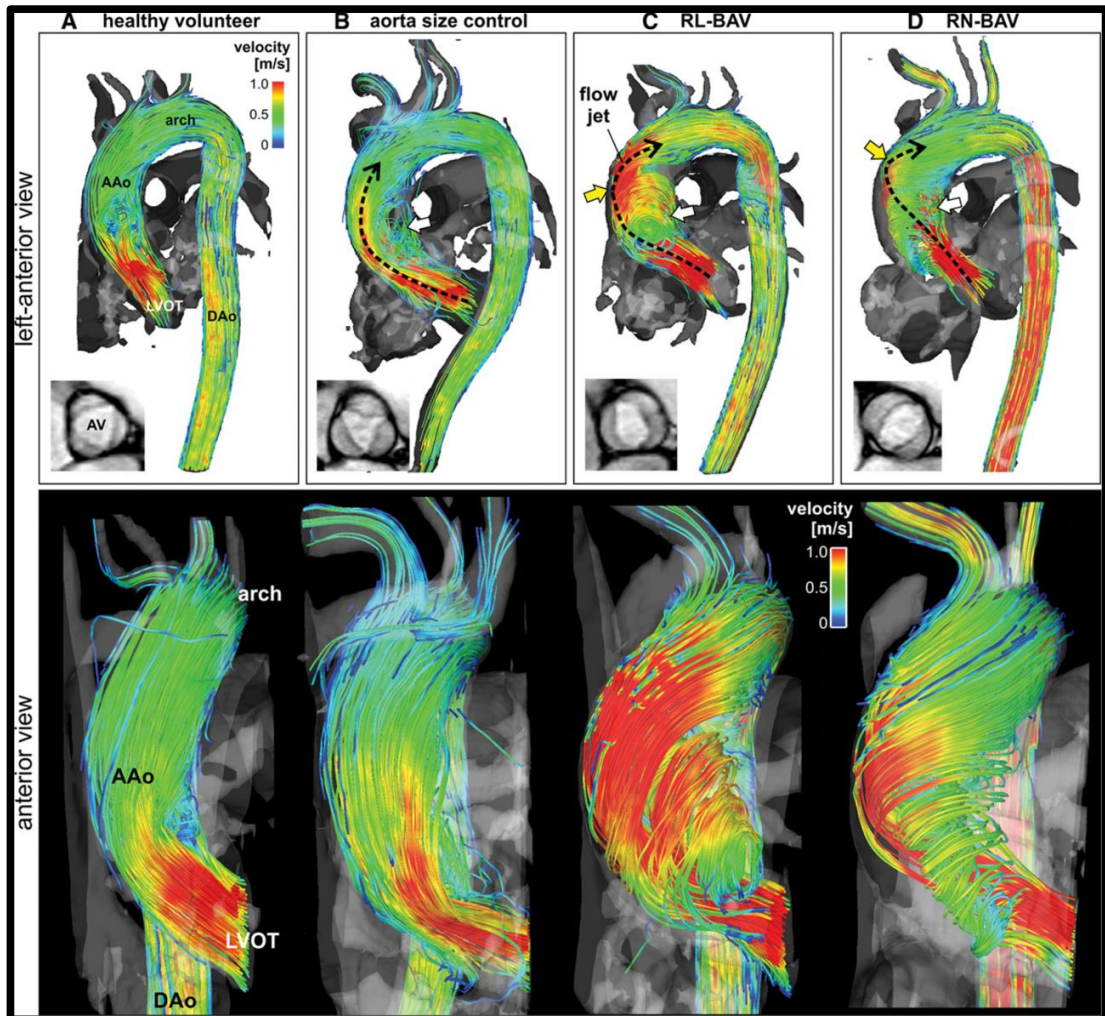 A healthy volunteer
B aorta size control
C RL-BAV
D RN-BAV
left-anterior view
velocity
[m/s]
1.0
0.5
0
arch
AAo
LVOT
DAo
AV
flow
jet
anterior view
arch
AAo
LVOT
DAo
velocity
[m/s]
1.0
0.5
0